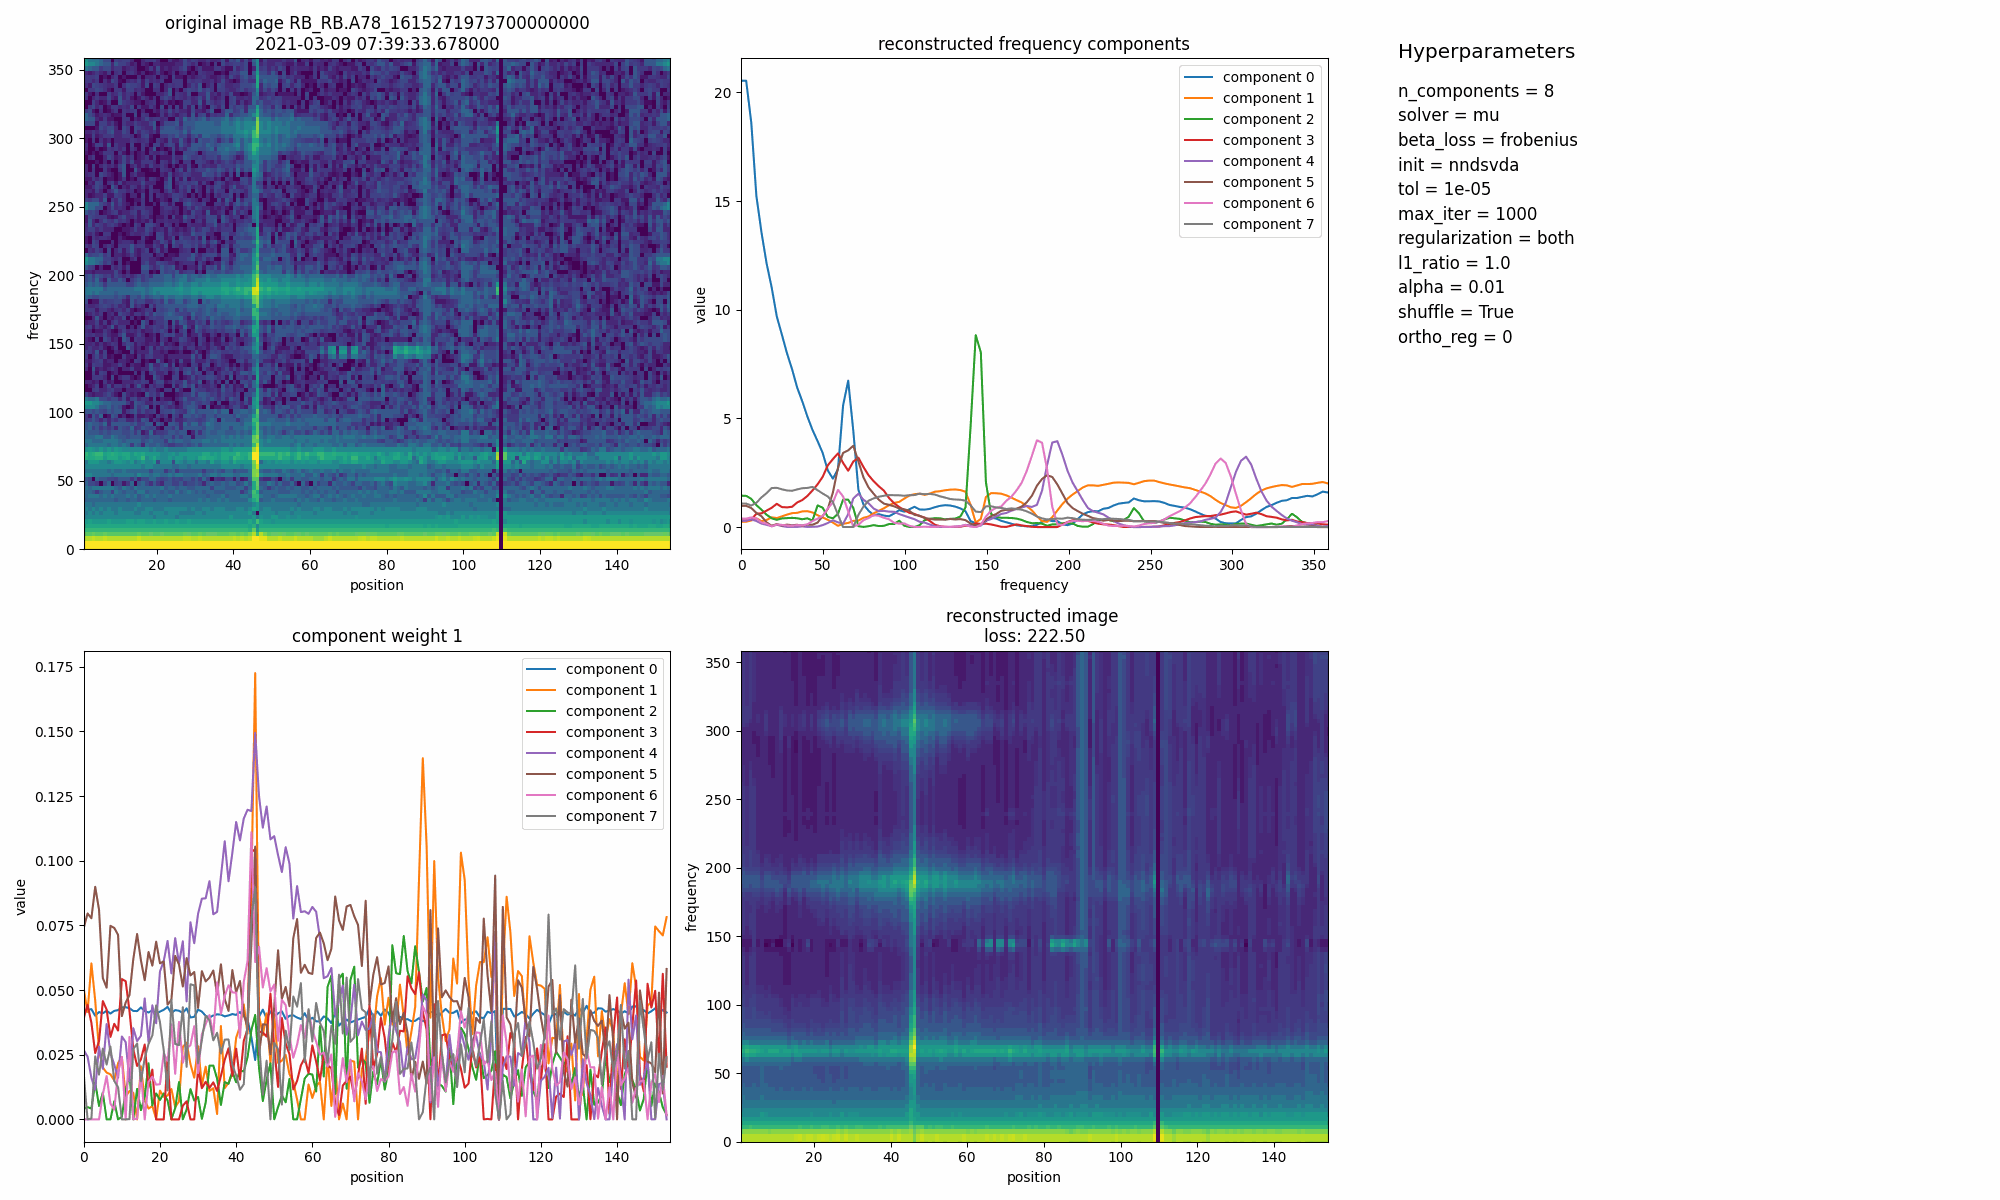 original image RB_RB.A78_1615271973700000000
2021-03-09 07:39:33.678000
frequency
350
300
250
200
150
100
50
0
20
40
60
80
100
120
140
position
reconstructed frequency components
value
20
15
10
5
0
component 0
component 1
component 2
component 3
component 4
component 5
component 6
component 7
0
50
100
150
200
250
300
350
frequency
Hyperparameters
n_components = 8
solver = mu
beta_loss = frobenius
init = nndsvda
tol = 1e-05
max_iter = 1000
regularization = both
l1_ratio = 1.0
alpha = 0.01
shuffle = True
ortho_reg = 0
component weight 1
value
0.175
0.150
0.125
0.100
0.075
0.050
0.025
0.000
component 0
component 1
component 2
component 3
component 4
component 5
component 6
component 7
0
20
40
60
80
100
120
140
position
reconstructed image
loss: 222.50
frequency
350
300
250
200
150
100
50
0
20
40
60
80
100
120
140
position